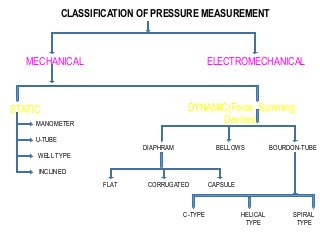 CLASSIFICATION OF PRESSURE MEASUREMENT
MECHANICAL
ELECTROMECHANICAL
STATIC
DYNAMIC(Force Summing
Devices)
MANOMETER
U-TUBE
WELL TYPE
INCLINED
DIAPHRAM
BELLOWS
BOURDON-TUBE
FLAT
CORRUGATED
CAPSULE
C-TYPE
HELICAL
TYPE
SPIRAL
TYPE